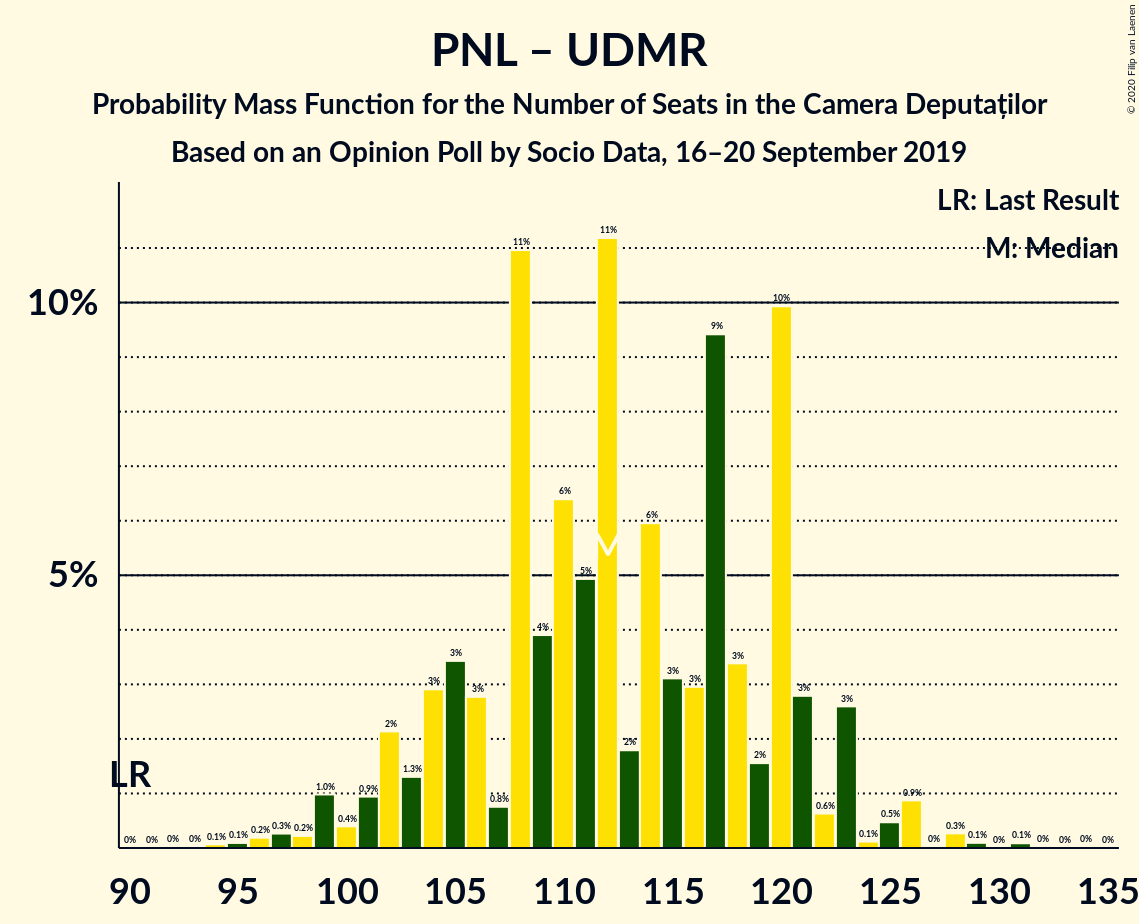 PNL – UDMR
Probability Mass Function for the Number of Seats in the Camera Deputaților
Based on an Opinion Poll by Socio Data, 16–20 September 2019
© 2020 Filip van Laenen
LR: Last Result
M: Median
10%
5%
LR
0% 0% 0% 0% 0.1% 0.1% 0.2% 0.3% 0.2% 1.0% 0.4% 0.9% 2% 1.3% 3% 3% 3% 0.8% 11% 4% 6% 5% 11% 2% 6% 3% 3% 9% 3% 2% 10% 3% 0.6% 3% 0.1% 0.5% 0.9% 0% 0.3% 0.1% 0% 0.1% 0% 0% 0% 0%
90 95 100 105 110 115 120 125 130 135